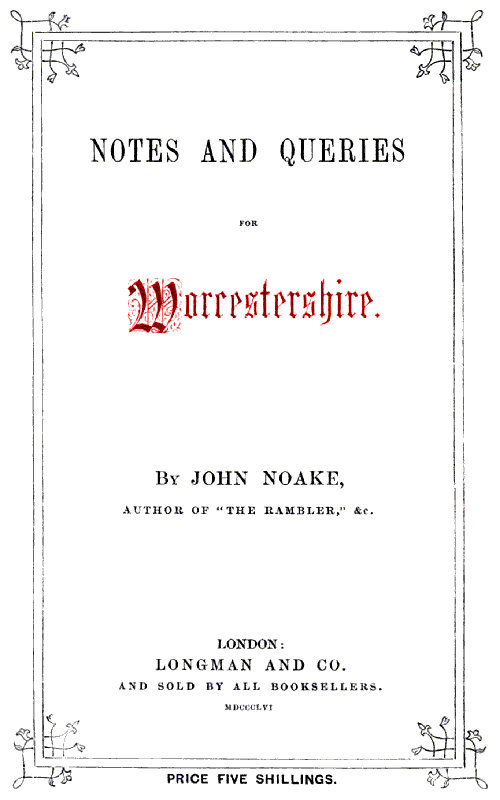 NOTES AND QUERIES
FOR
Worcestershire.
By JOHN NOAKE,
AUTHOR OF "THE RAMBLER," &c.
LONDON:
LONGMAN AND CO.
AND SOLD BY ALL BOOKSELLERS.
MDCCCLVI
PRICE FIVE SHILLINGS.